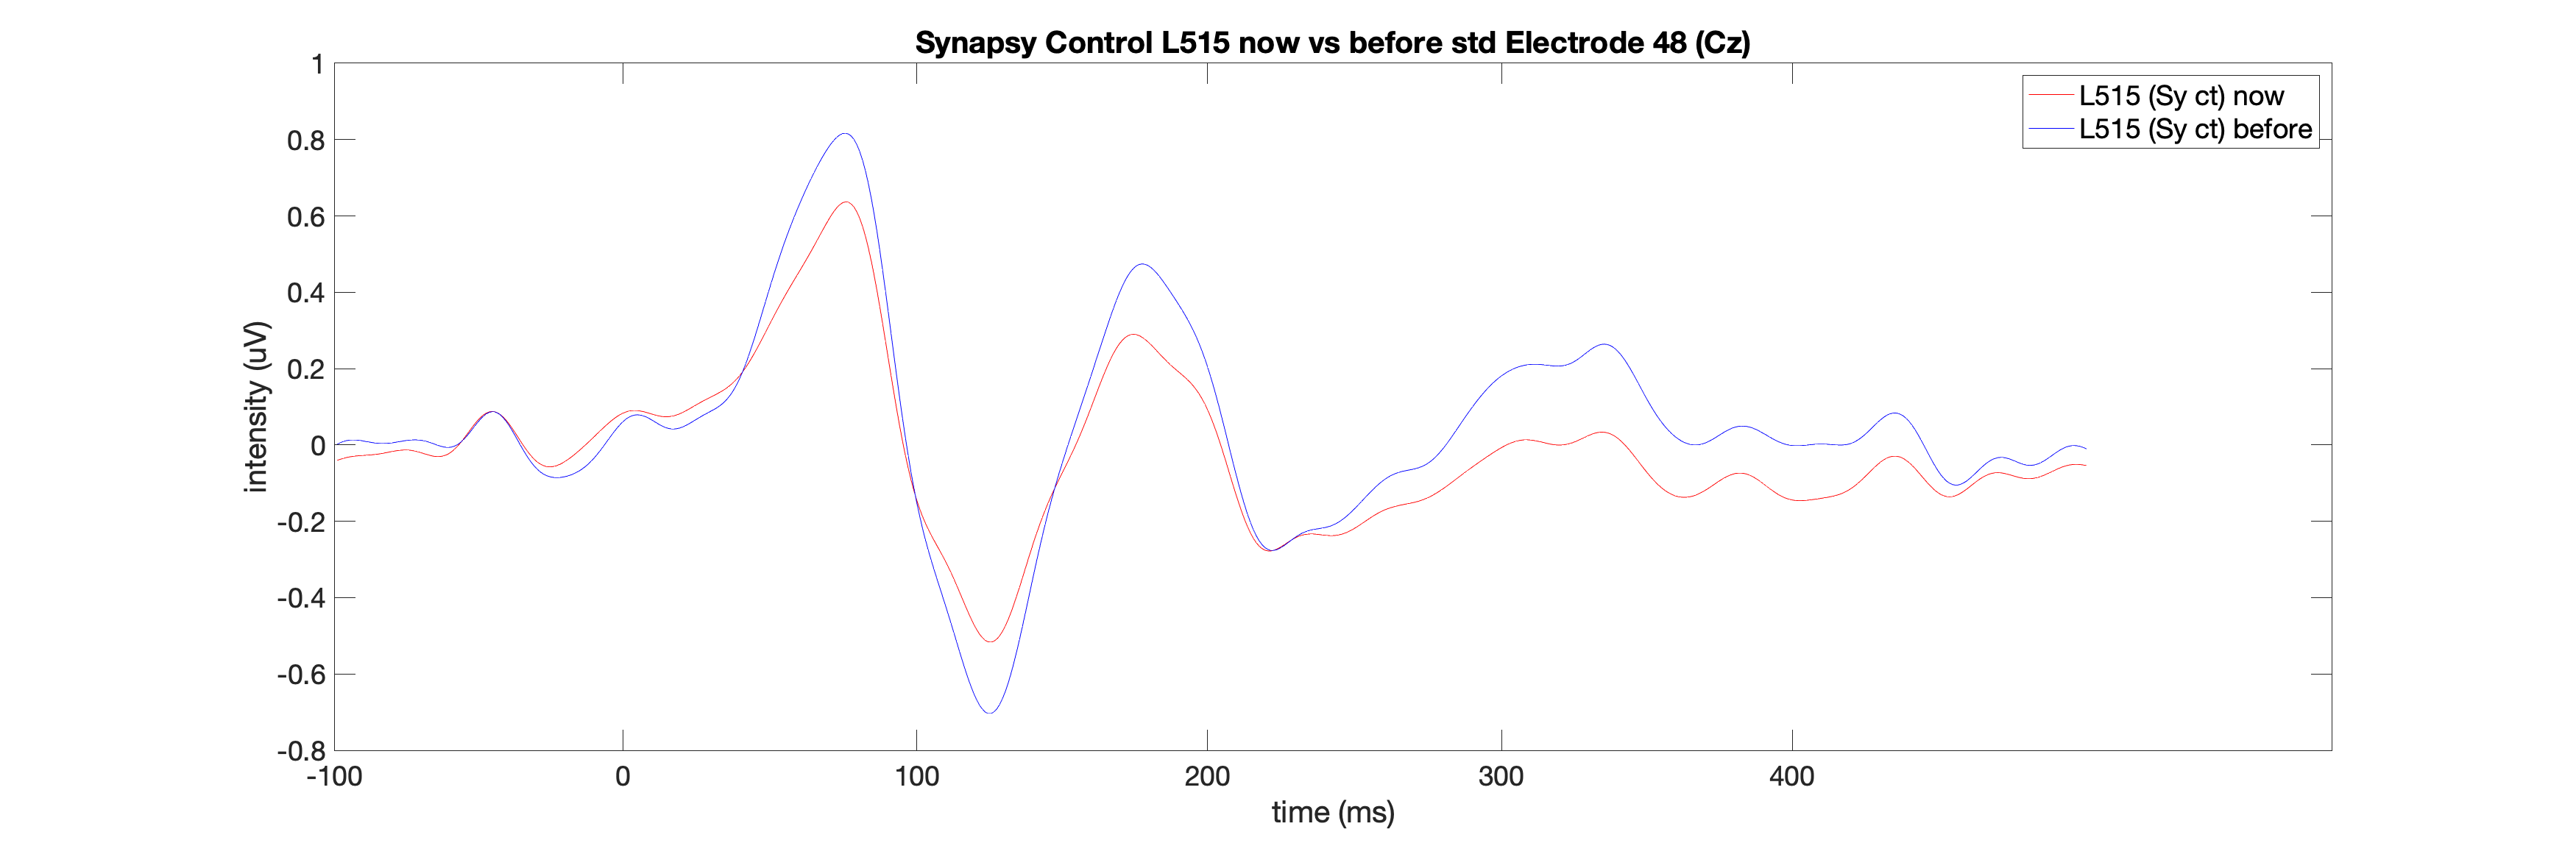 Synapsy Control L515 now vs before std Electrode 48 (Cz)
1
0.8
0.6
0.4
0.2
0
-0.2
-0.4
-0.6
-0.8
intensity (uV)
L515 (Sy ct) now
L515 (Sy ct) before
-100 0 100 200 300 400
time (ms)